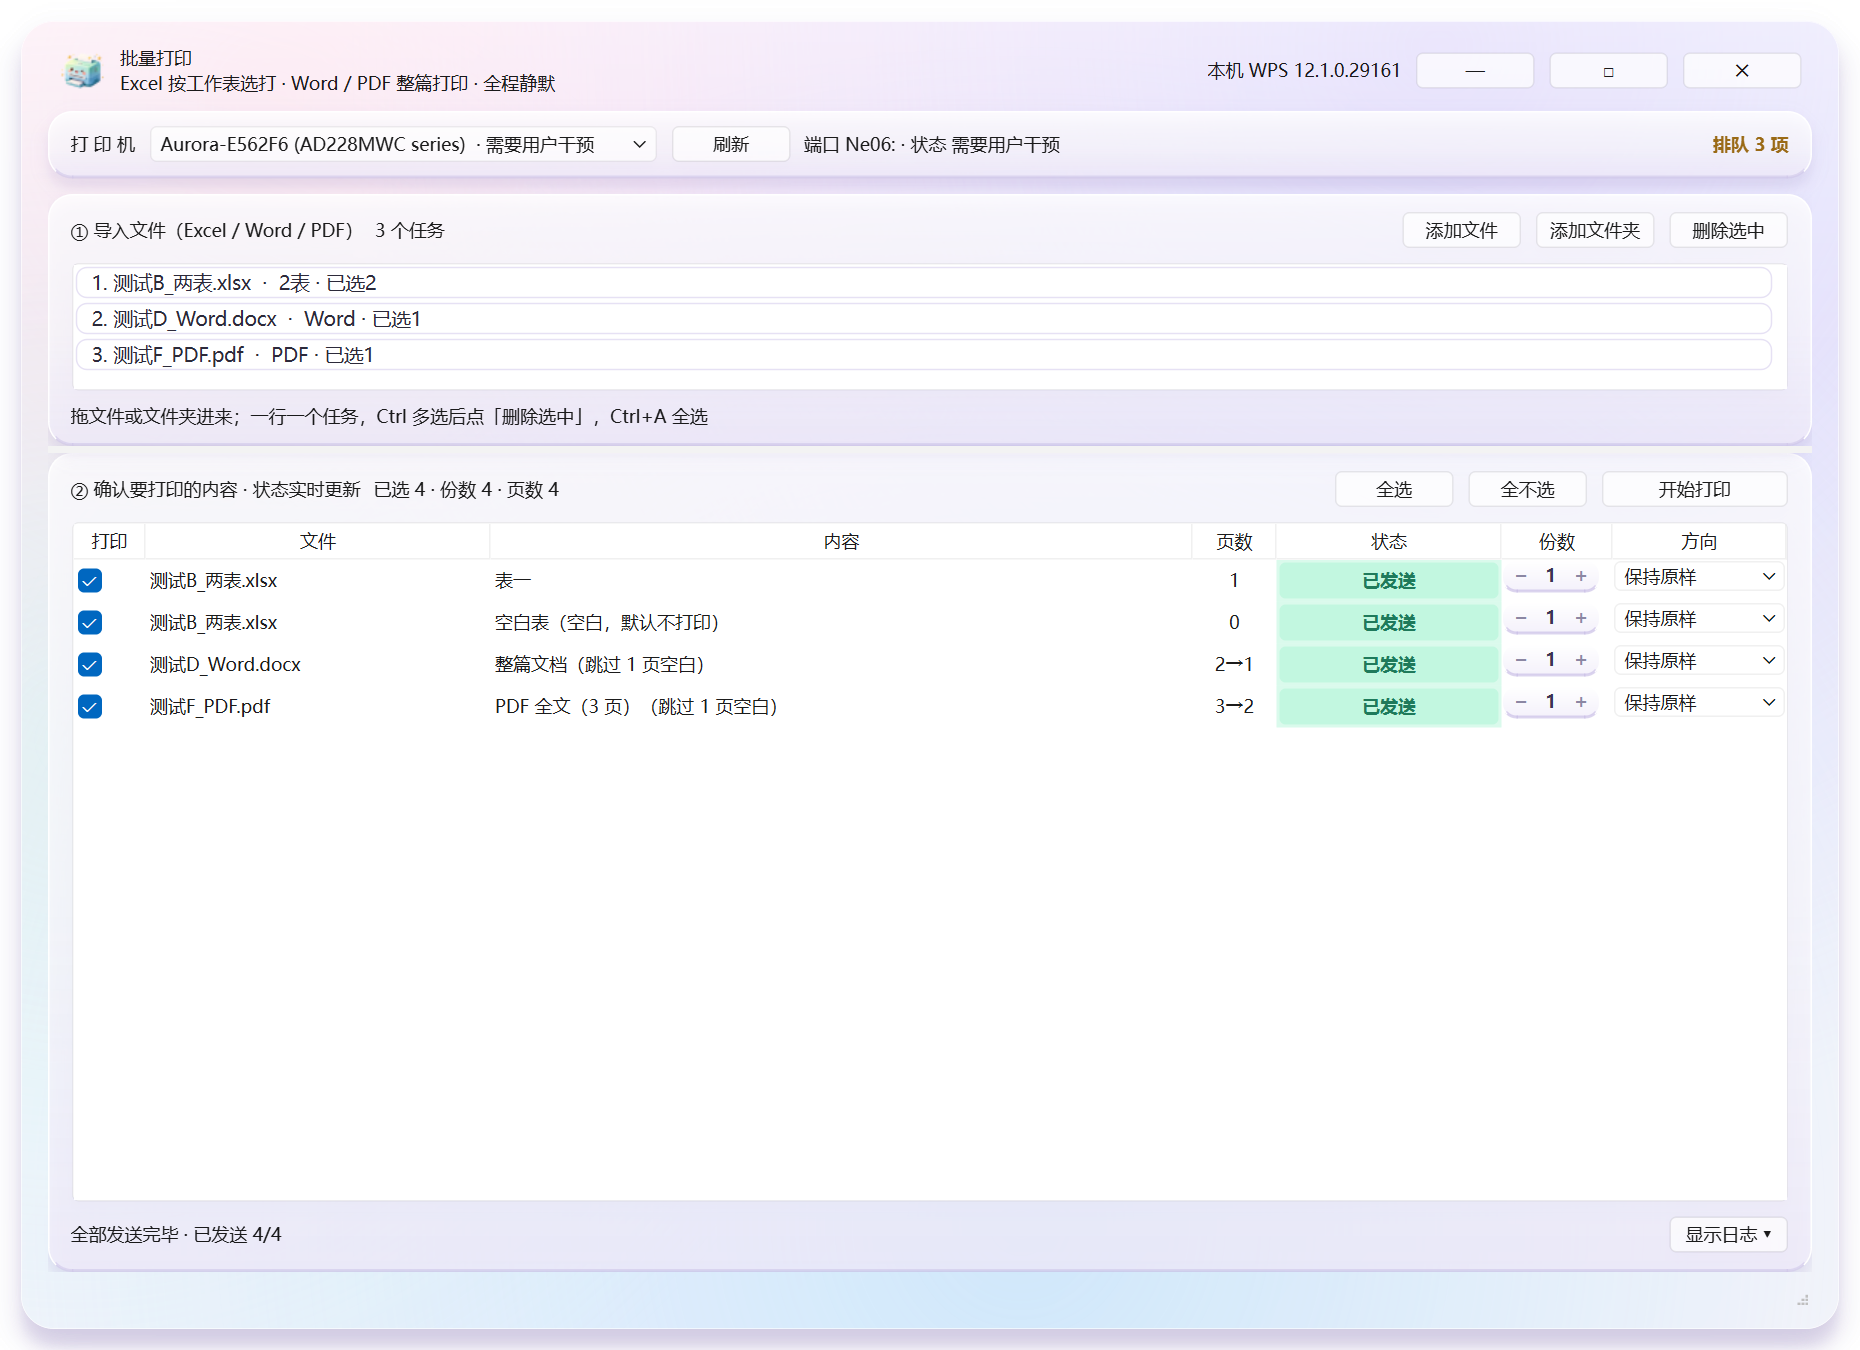 批量打印
Excel 按工作表选打 · Word / PDF 整篇打印 · 全程静默
本机 WPS 12.1.0.29161
— □ ×
打 印 机 Aurora-E562F6 (AD228MWC series) · 需要用户干预 刷新 端口 Ne06: · 状态 需要用户干预 排队 3 项
① 导入文件（Excel / Word / PDF） 3 个任务 添加文件 添加文件夹 删除选中
1. 测试B_两表.xlsx · 2表 · 已选2
2. 测试D_Word.docx · Word · 已选1
3. 测试F_PDF.pdf · PDF · 已选1
拖文件或文件夹进来；一行一个任务，Ctrl 多选后点「删除选中」，Ctrl+A 全选
② 确认要打印的内容 · 状态实时更新 已选 4 · 份数 4 · 页数 4 全选 全不选 开始打印
打印 文件 内容 页数 状态 份数 方向
测试B_两表.xlsx 表一 1 已发送 − 1 + 保持原样
测试B_两表.xlsx 空白表（空白，默认不打印） 0 已发送 − 1 + 保持原样
测试D_Word.docx 整篇文档（跳过 1 页空白） 2→1 已发送 − 1 + 保持原样
测试F_PDF.pdf PDF 全文（3 页）（跳过 1 页空白） 3→2 已发送 − 1 + 保持原样
全部发送完毕 · 已发送 4/4 显示日志 ▾